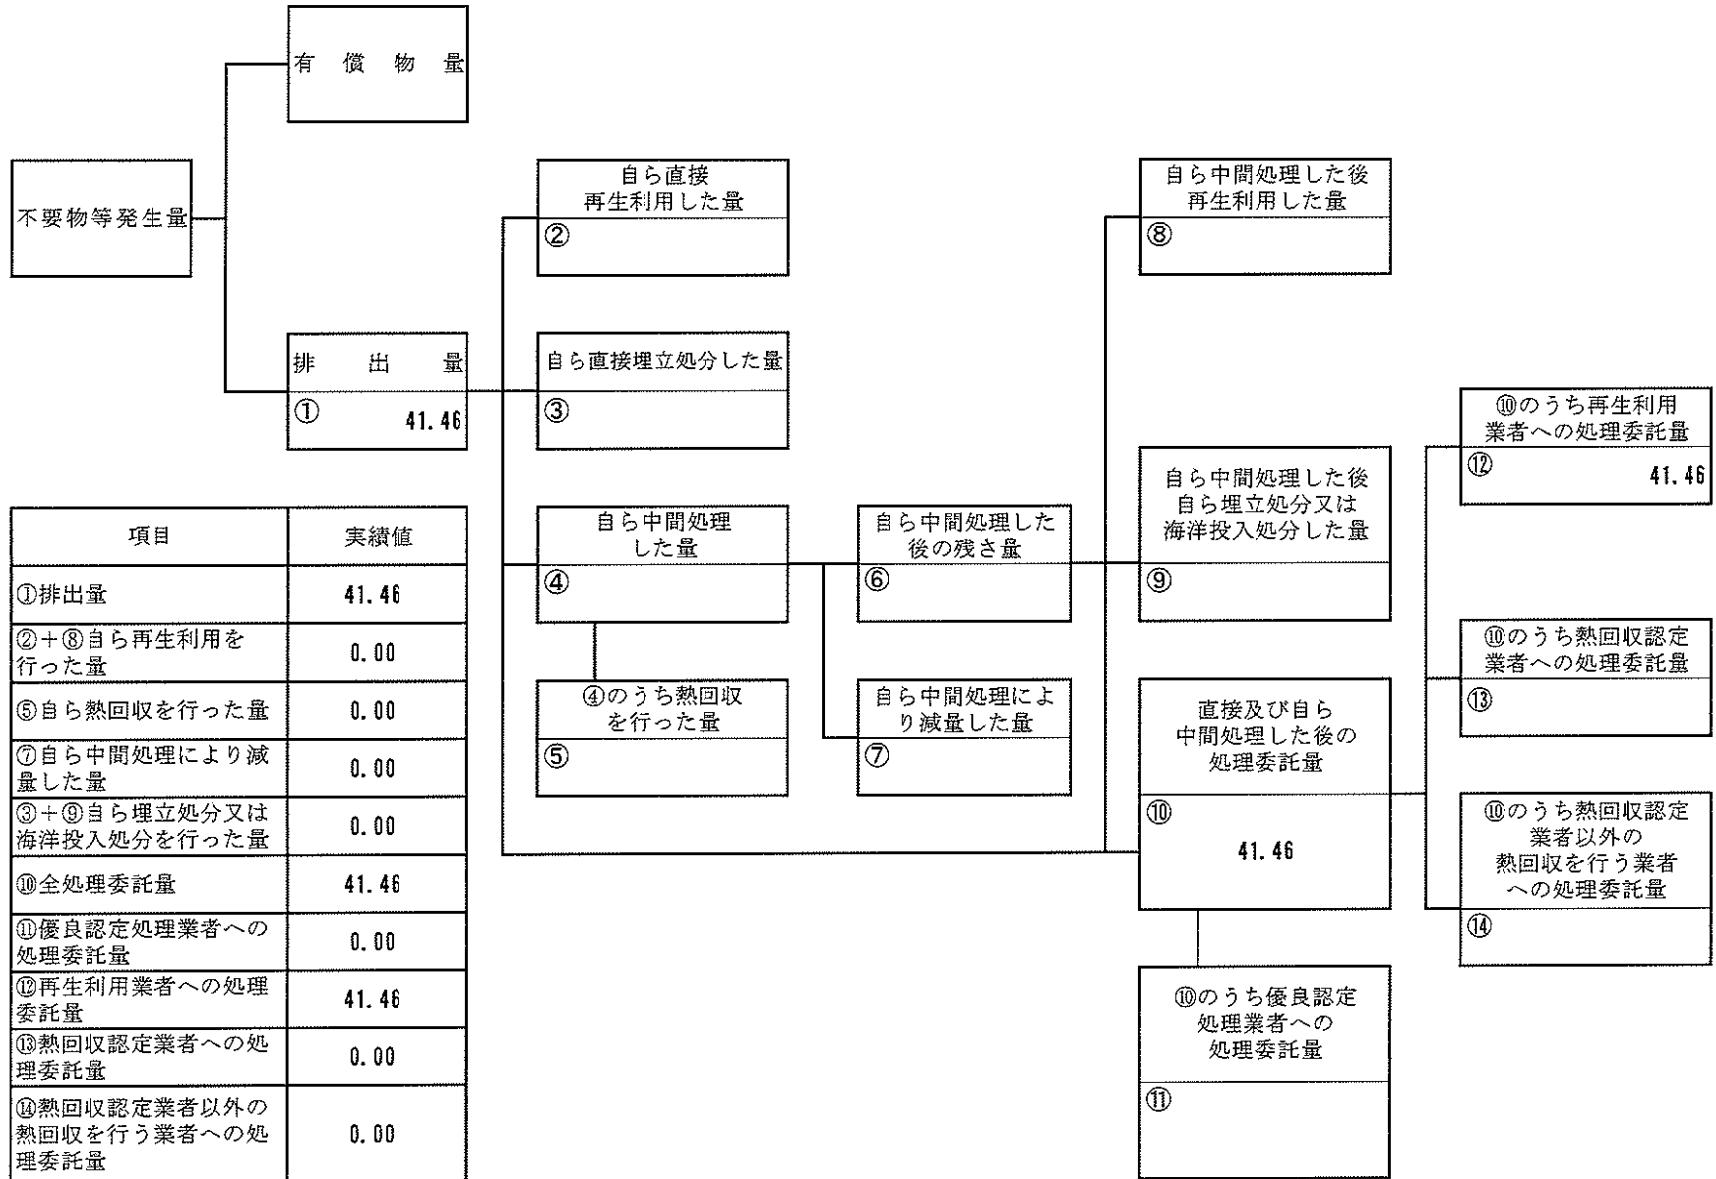 有償物量
不要物等発生量
排出量
① 41.46
自ら直接
再生利用した量
②
自ら直接埋立処分した量
③
自ら中間処理
した量
④
④のうち熱回収
を行った量
⑤
自ら中間処理した
後の残さ量
⑥
自ら中間処理によ
り減量した量
⑦
自ら中間処理した後
再生利用した量
⑧
自ら中間処理した後
自ら埋立処分又は
海洋投入処分した量
⑨
直接及び自ら
中間処理した後の
処理委託量
⑩
41.46
⑩のうち優良認定
処理業者への
処理委託量
⑪
⑩のうち再生利用
業者への処理委託量
⑫ 41.46
⑩のうち熱回収認定
業者への処理委託量
⑬
⑩のうち熱回収認定
業者以外の
熱回収を行う業者
への処理委託量
⑭
項目 実績値
①排出量 41.46
②＋⑧自ら再生利用を
行った量 0.00
⑤自ら熱回収を行った量 0.00
⑦自ら中間処理により減
量した量 0.00
③＋⑨自ら埋立処分又は
海洋投入処分を行った量 0.00
⑩全処理委託量 41.46
⑪優良認定処理業者への
処理委託量 0.00
⑫再生利用業者への処理
委託量 41.46
⑬熱回収認定業者への処
理委託量 0.00
⑭熱回収認定業者以外の
熱回収を行う業者への処
理委託量 0.00